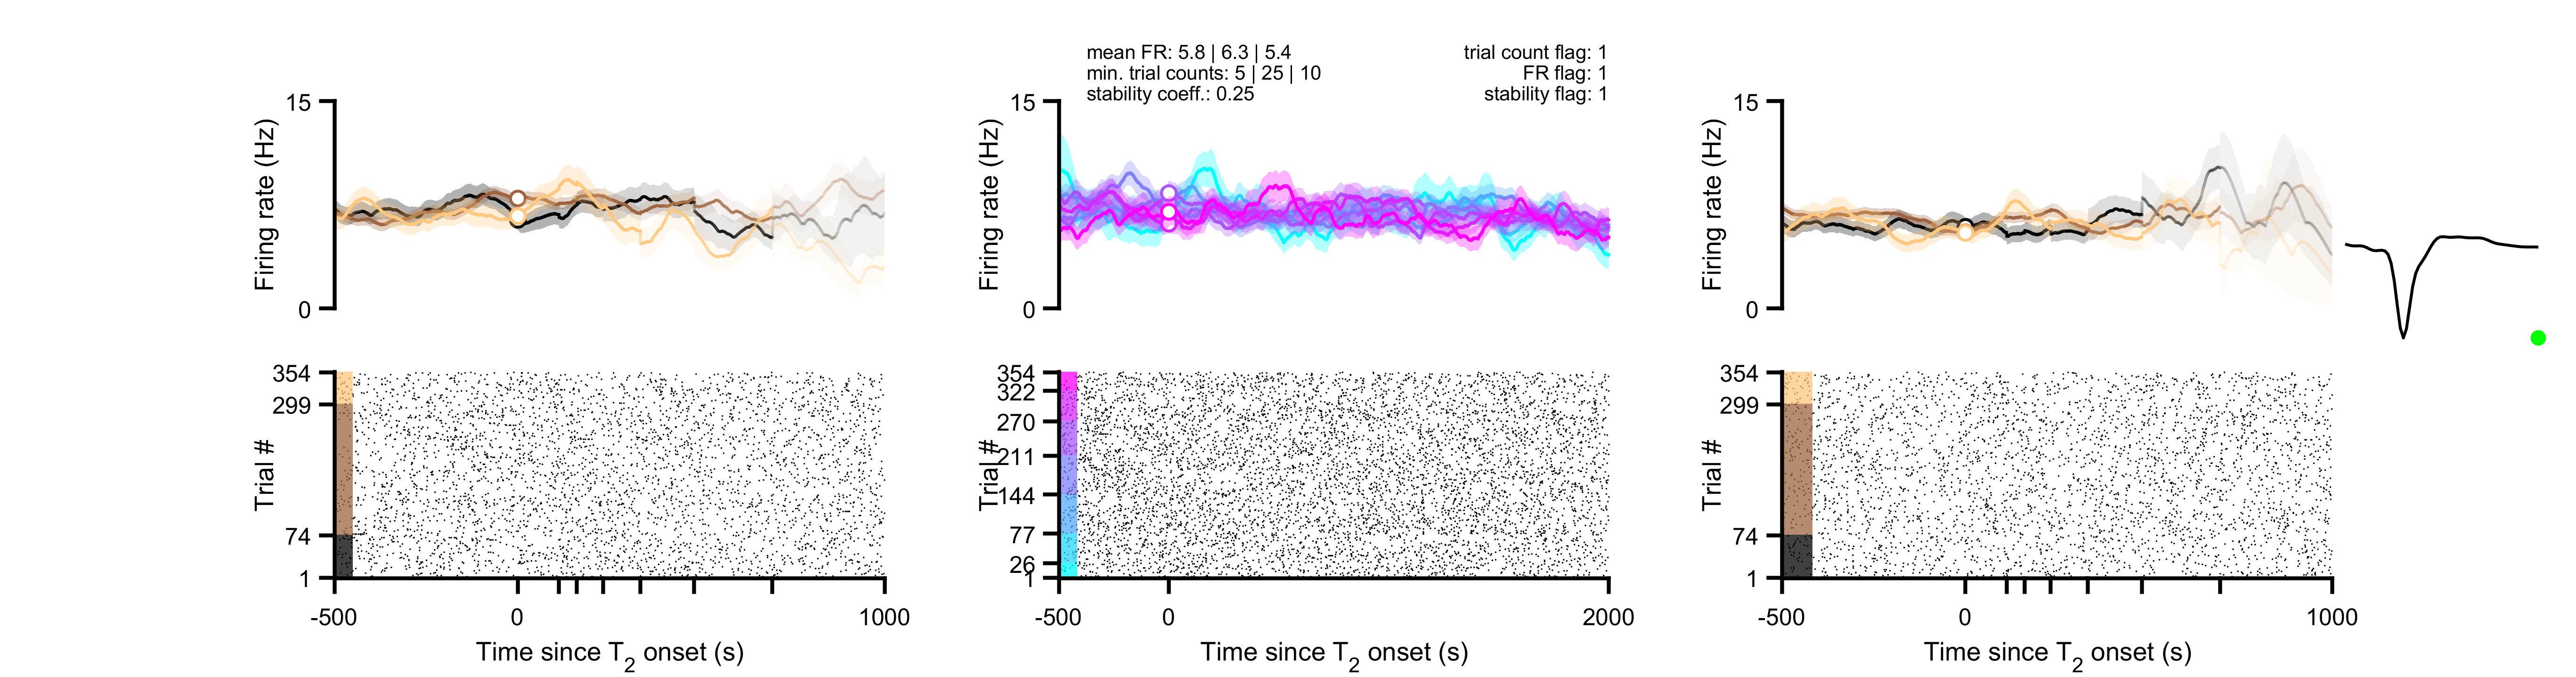 mean FR: 5.8 | 6.3 | 5.4
min. trial counts: 5 | 25 | 10
stability coeff.: 0.25
trial count flag: 1
FR flag: 1
stability flag: 1
15
Firing rate (Hz)
0
354
299
Trial #
74
1
-500
0
1000
Time since T2 onset (s)
15
Firing rate (Hz)
0
354
322
270
Trial #
211
144
77
26
1
-500
0
2000
Time since T2 onset (s)
15
Firing rate (Hz)
0
354
299
Trial #
74
1
-500
0
1000
Time since T2 onset (s)